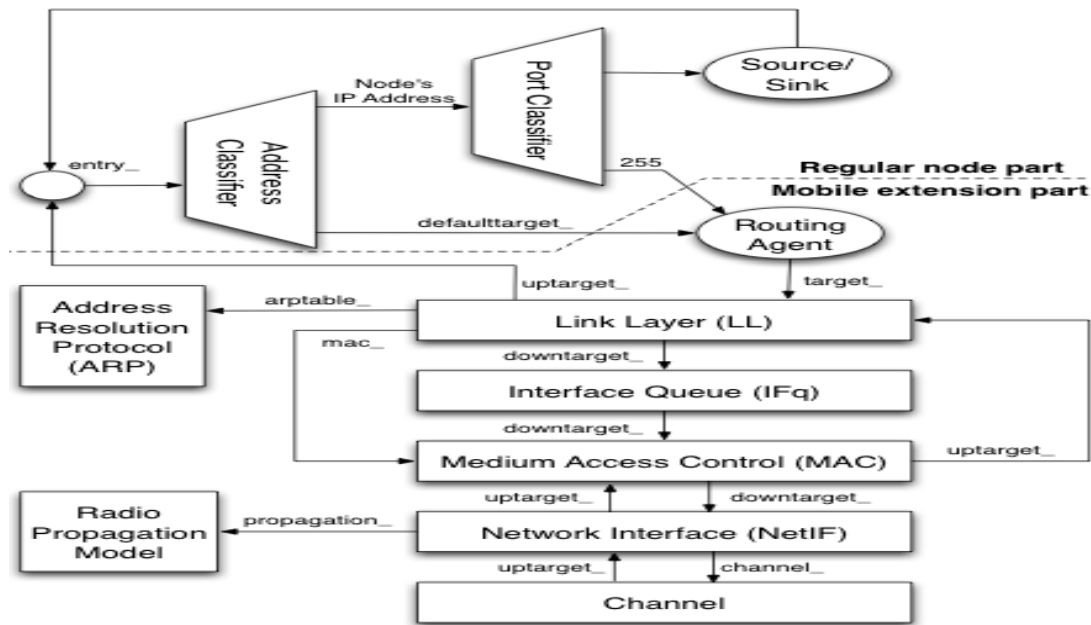 Source/
Sink
Node's
IP Address
Port Classifier
Address
Classifier
entry_
255
Regular node part
Mobile extension part
defaulttarget_
Routing
Agent
uptarget_
target_
Address
Resolution
Protocol
(ARP)
arptable_
Link Layer (LL)
mac_
downtarget_
Interface Queue (IFq)
downtarget_
Medium Access Control (MAC)
uptarget_
uptarget_
downtarget_
Radio
Propagation
Model
propagation_
Network Interface (NetIF)
uptarget_
channel_
Channel